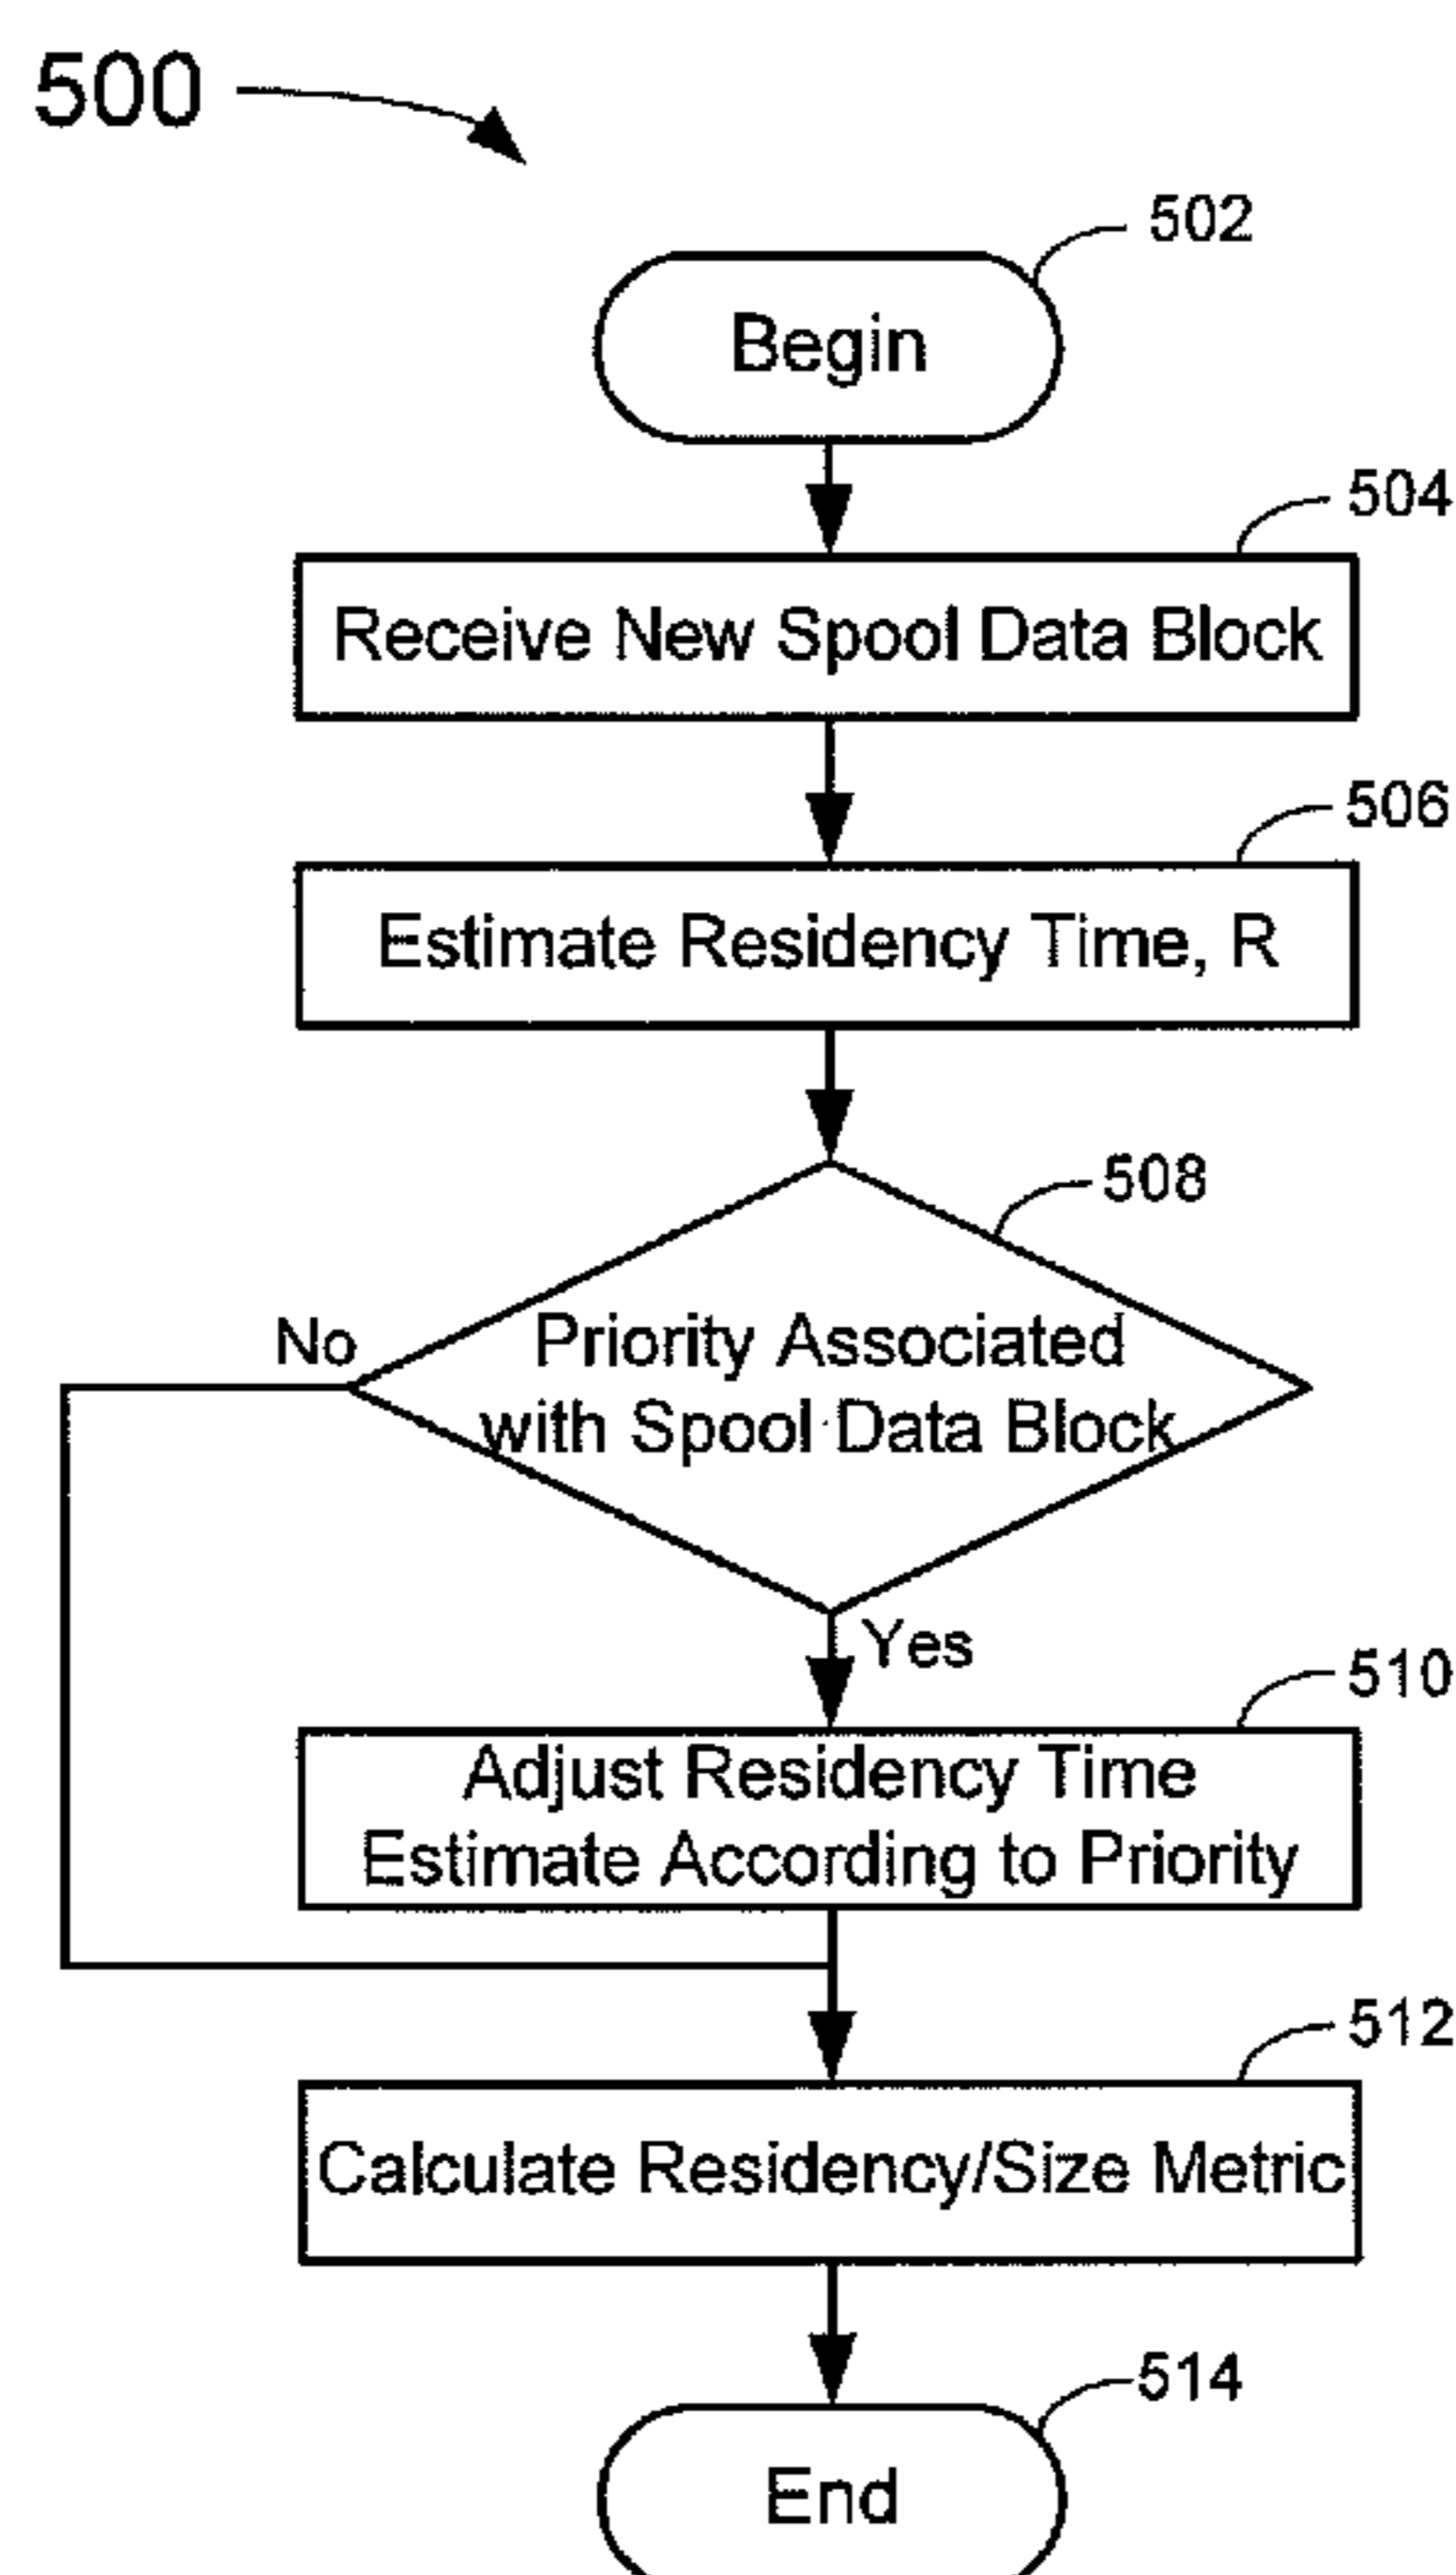 500
502
Begin
504
Receive New Spool Data Block
506
Estimate Residency Time, R
508
No
Priority Associated
with Spool Data Block
Yes
510
Adjust Residency Time
Estimate According to Priority
512
Calculate Residency/Size Metric
514
End